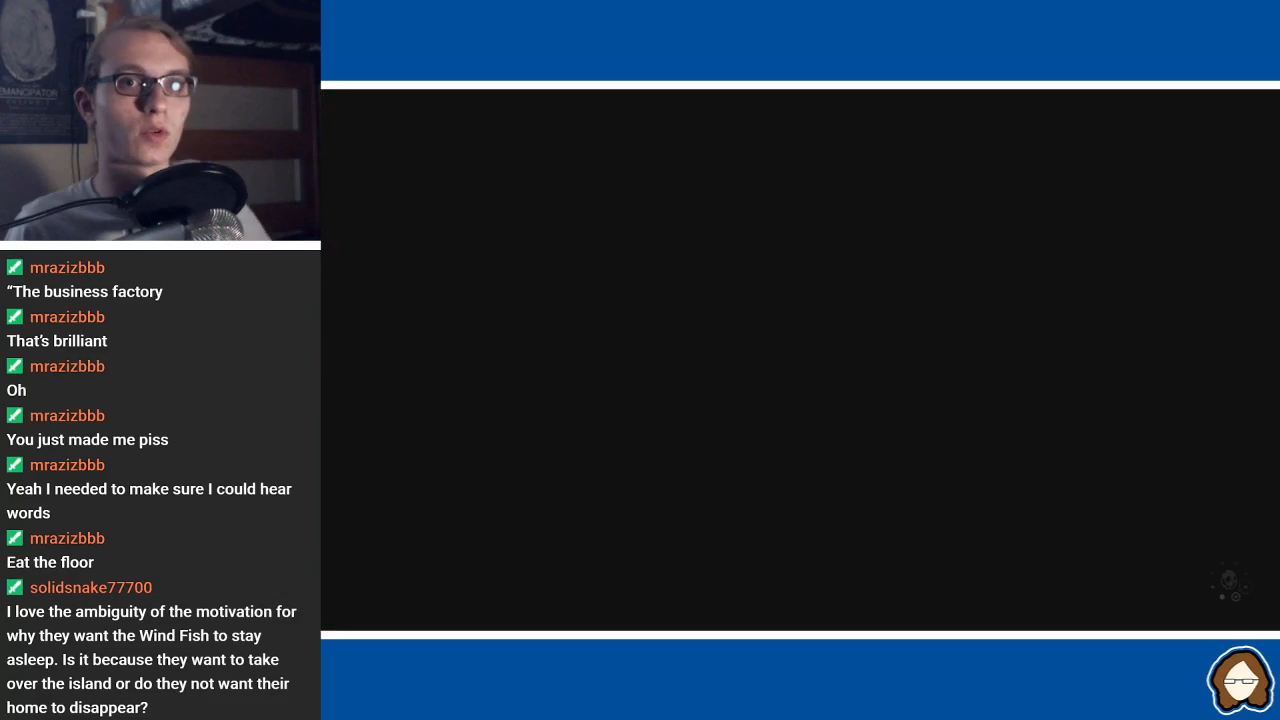 EMANCIPATOR
mrazizbbb
“The business factory
mrazizbbb
That’s brilliant
mrazizbbb
Oh
mrazizbbb
You just made me piss
mrazizbbb
Yeah I needed to make sure I could hear
words
mrazizbbb
Eat the floor
solidsnake77700
I love the ambiguity of the motivation for
why they want the Wind Fish to stay
asleep. Is it because they want to take
over the island or do they not want their
home to disappear?